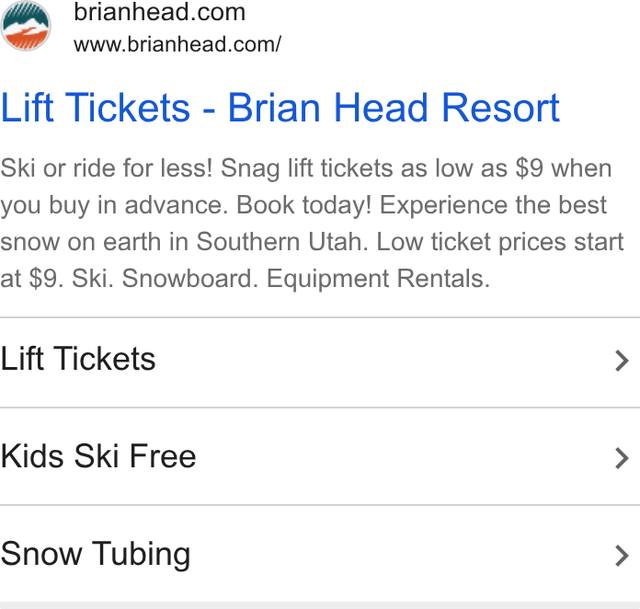 brianhead.com
www.brianhead.com/
Lift Tickets - Brian Head Resort
Ski or ride for less! Snag lift tickets as low as $9 when
you buy in advance. Book today! Experience the best
snow on earth in Southern Utah. Low ticket prices start
at $9. Ski. Snowboard. Equipment Rentals.
Lift Tickets
Kids Ski Free
Snow Tubing